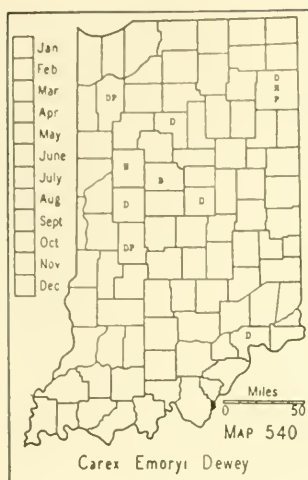 Jan
Feb
Mar
Apr
May
June
July
Aug
Sept
Oct
Nov
Dec
D
H
P
DP
D
H
B
D
D
DP
D
Miles
0 50
MAP 540
Carex Emoryi Dewey